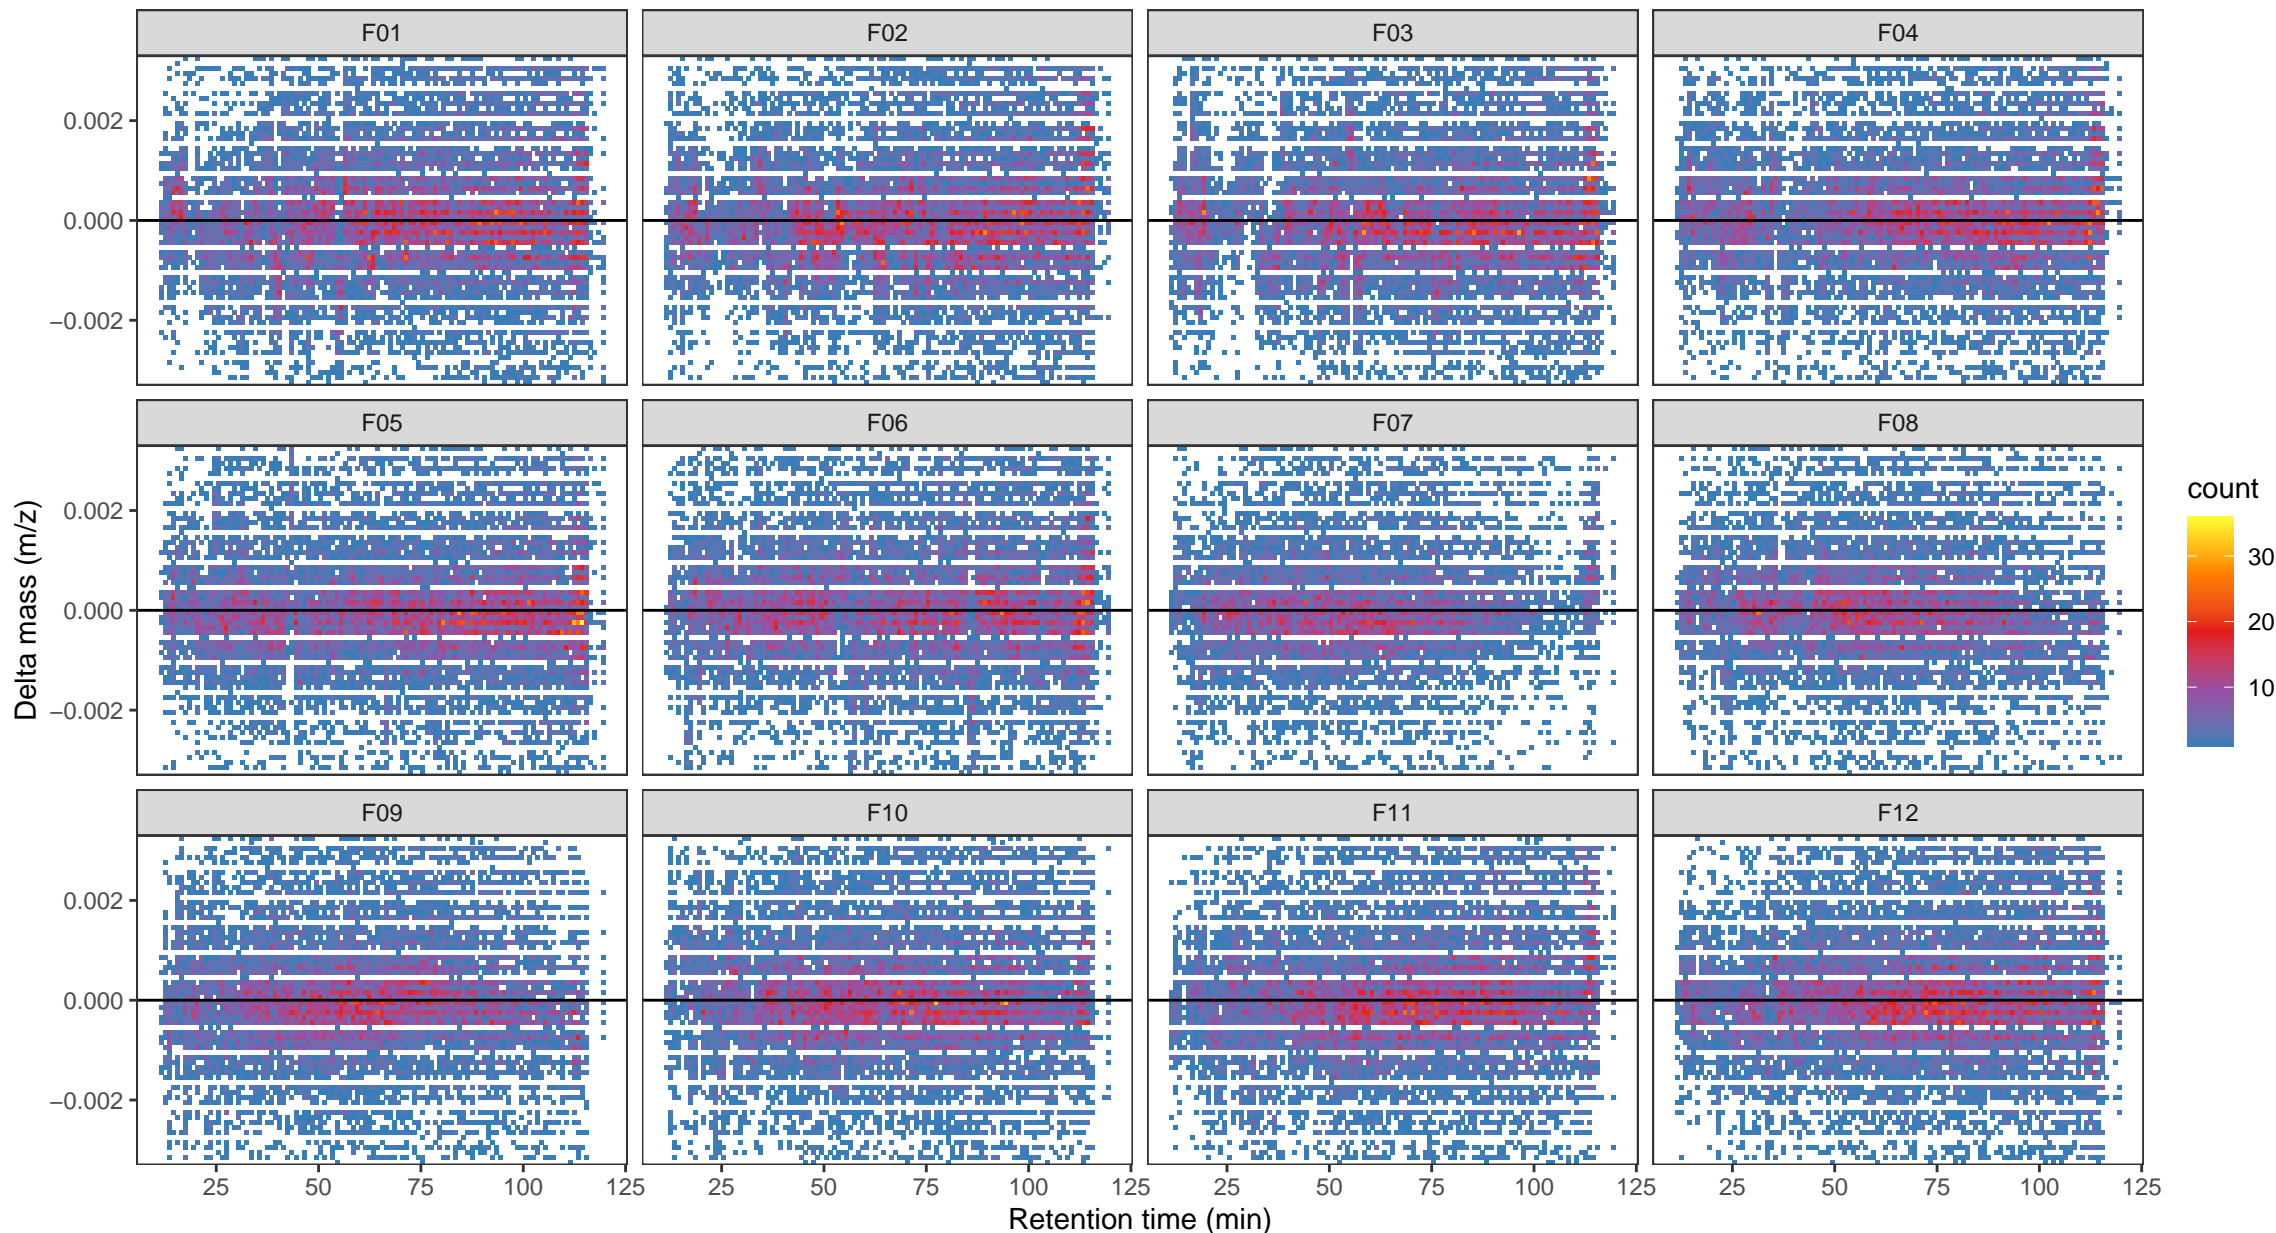 F01 F02 F03 F04
0.002
0.000
−0.002
F05 F06 F07 F08
0.002
0.000
−0.002
F09 F10 F11 F12
0.002
0.000
−0.002
25 50 75 100 125 25 50 75 100 125 25 50 75 100 125 25 50 75 100 125
Retention time (min)
Delta mass (m/z)
count
30
20
10